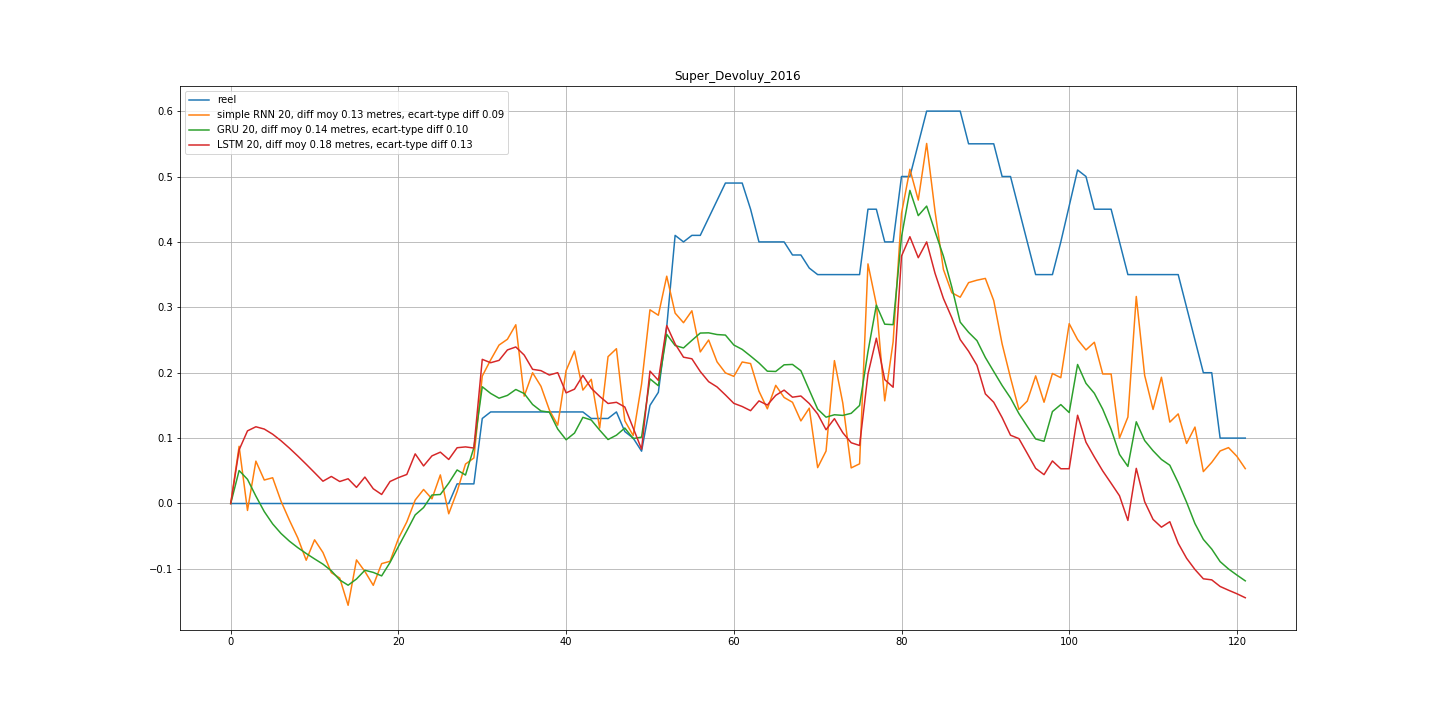 Super_Devoluy_2016
reel
simple RNN 20, diff moy 0.13 metres, ecart-type diff 0.09
GRU 20, diff moy 0.14 metres, ecart-type diff 0.10
LSTM 20, diff moy 0.18 metres, ecart-type diff 0.13
0.6
0.5
0.4
0.3
0.2
0.1
0.0
−0.1
0 20 40 60 80 100 120